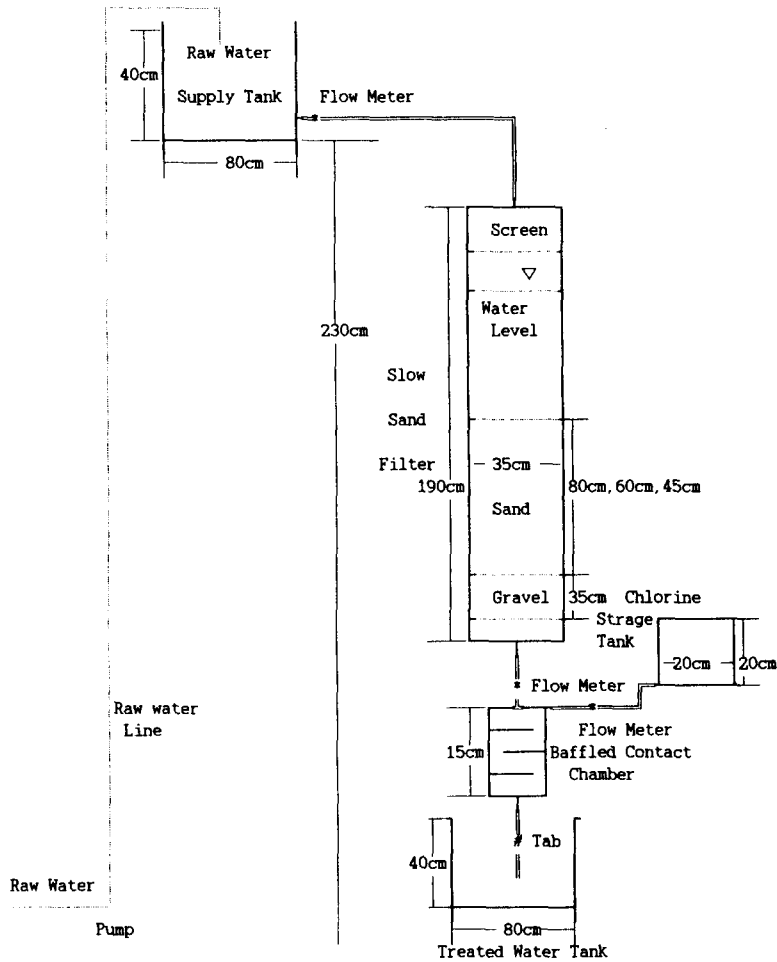 Raw Water
40cm
Supply Tank
Flow Meter
80cm
Screen
▽
Water
Level
230cm
Slow
Sand
Filter
35cm
190cm
80cm, 60cm, 45cm
Sand
Gravel
35cm
Chlorine
Strage
Tank
20cm
20cm
Flow Meter
Raw water
Line
Flow Meter
15cm
Baffled Contact
Chamber
Tab
40cm
Raw Water
Pump
80cm
Treated Water Tank